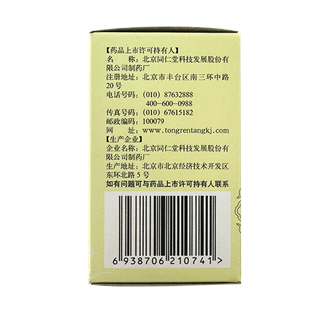 【药品上市许可持有人】
名 称：北京同仁堂科技发展股份有限公司制药厂
注册地址：北京市丰台区南三环中路20号
电话号码：（010）87632888
400-600-0988
传真号码：（010）67615182
邮政编码：100079
网 址：www.tongrentangkj.com
【生产企业】
企业名称：北京同仁堂科技发展股份有限公司制药厂
生产地址：北京市北京经济技术开发区东环北路5号
如有问题可与药品上市许可持有人联系
6 938706 210741